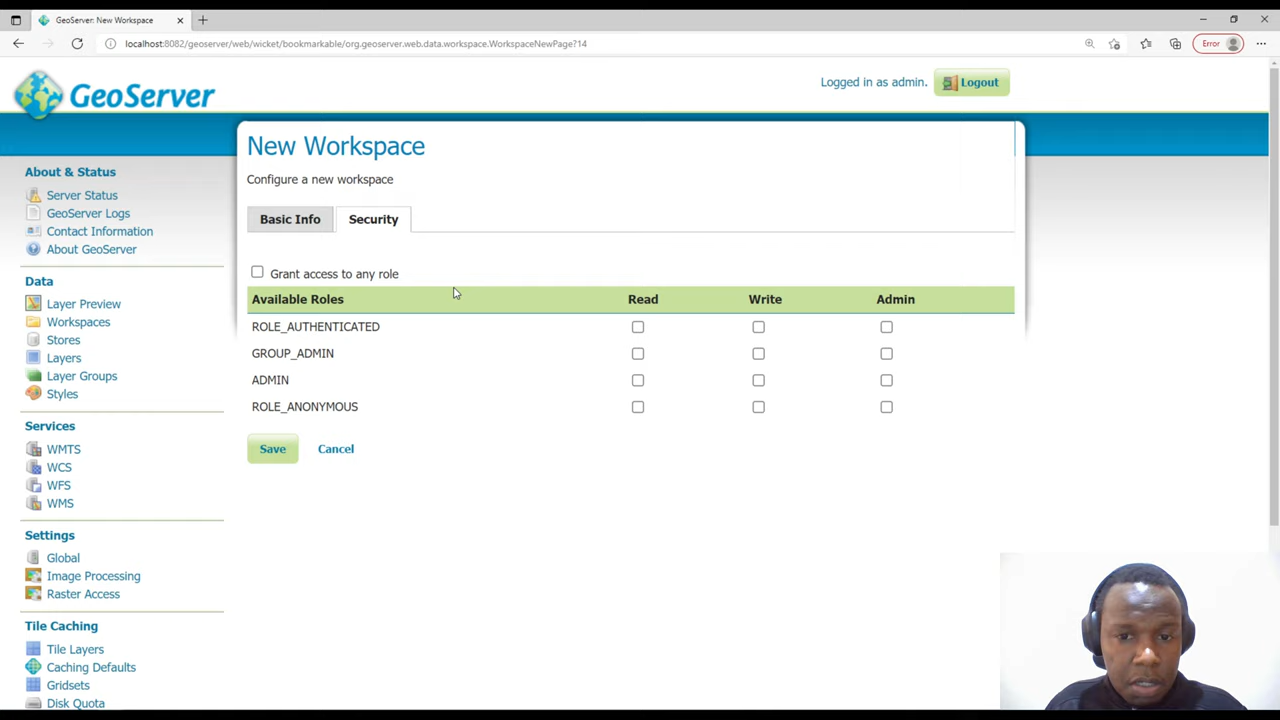 GeoServer: New Workspace
localhost:8082/geoserver/web/wicket/bookmarkable/org.geoserver.web.data.workspace.WorkspaceNewPage?14
Error
GeoServer
Logged in as admin.
Logout
About & Status
Server Status
GeoServer Logs
Contact Information
About GeoServer
Data
Layer Preview
Workspaces
Stores
Layers
Layer Groups
Styles
Services
WMTS
WCS
WFS
WMS
Settings
Global
Image Processing
Raster Access
Tile Caching
Tile Layers
Caching Defaults
Gridsets
Disk Quota
New Workspace
Configure a new workspace
Basic Info Security
Grant access to any role
Available Roles Read Write Admin
ROLE_AUTHENTICATED
GROUP_ADMIN
ADMIN
ROLE_ANONYMOUS
Save Cancel